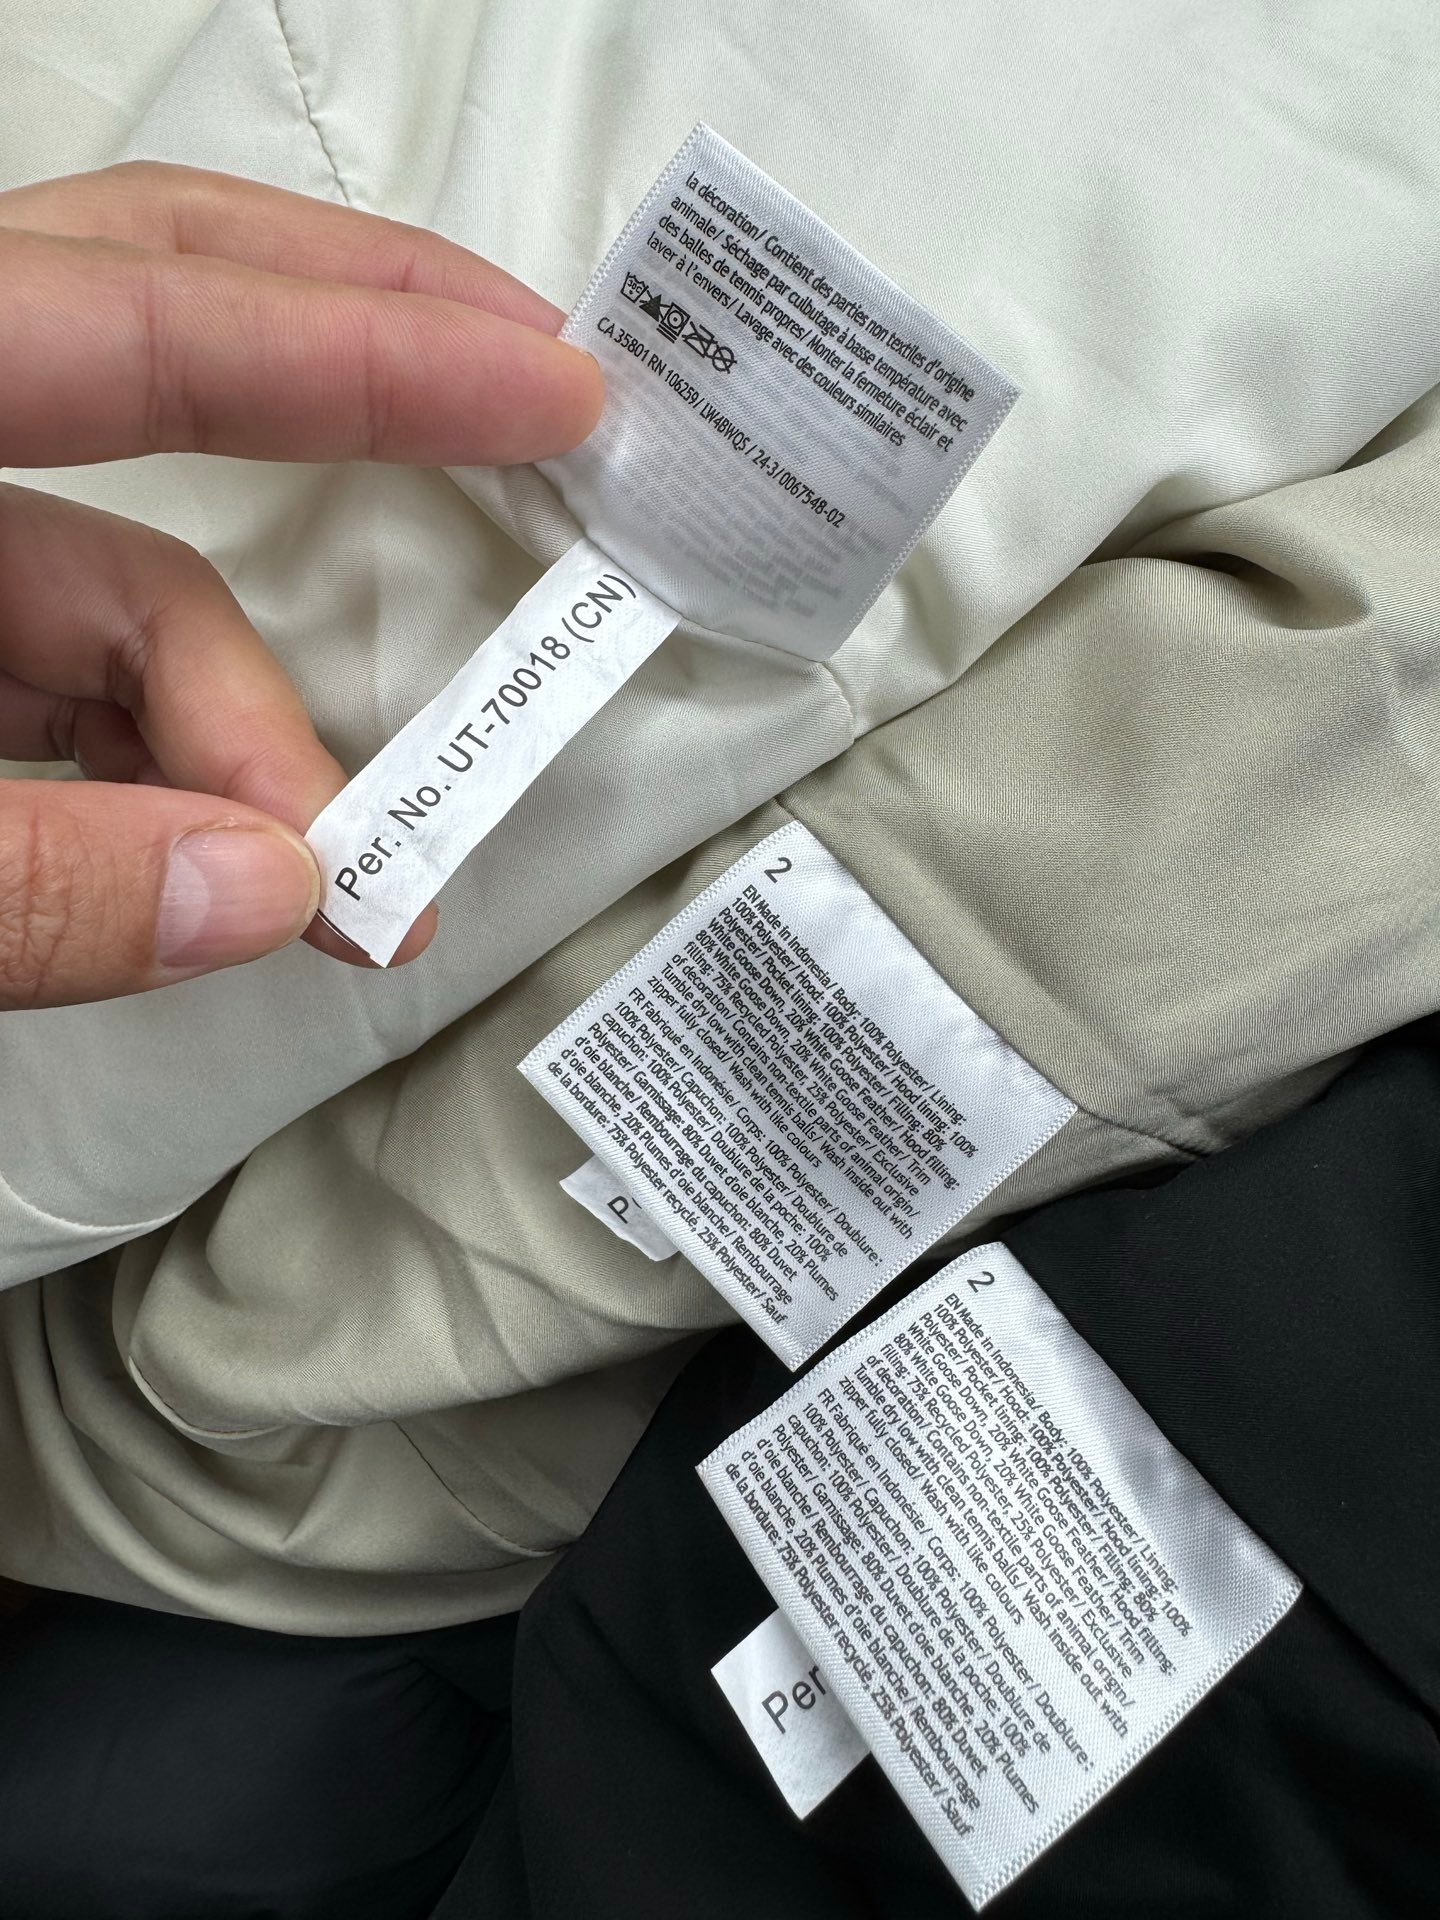 la décoration/ Contient des parties non textiles d'origine
animale/ Séchage par culbutage à basse température avec
des balles de tennis propres/ Monter la fermeture éclair et
laver à l'envers/ Lavage avec des couleurs similaires
CA 35801 RN 106259/ LW4BWQS / 24-3/0067548-02
Per. No. UT-70018 (CN)
2
EN Made in Indonesia/ Body: 100% Polyester/ Lining:
100% Polyester/ Hood: 100% Polyester/ Hood lining: 100%
Polyester/ Pocket lining: 100% Polyester/ Filling: 80%
White Goose Down, 20% White Goose Feather/ Hood filling:
80% White Goose Down, 20% White Goose Feather/ Trim
filling: 75% Recycled Polyester, 25% Polyester/ Exclusive
of decoration/ Contains non-textile parts of animal origin/
Tumble dry low with clean tennis balls/ Wash inside out with
zipper fully closed/ Wash with like colours
FR Fabriqué en Indonésie/ Corps: 100% Polyester/ Doublure :
100% Polyester/ Capuchon: 100% Polyester/ Doublure de
capuchon: 100% Polyester/ Doublure de la poche: 100%
Polyester/ Garnissage: 80% Duvet d'oie blanche, 20% Plumes
d'oie blanche/ Rembourrage du capuchon: 80% Duvet
d'oie blanche, 20% Plumes d'oie blanche/ Rembourrage
de la bordure: 75% Polyester recyclé, 25% Polyester/ Sauf
P
2
EN Made in Indonesia/ Body: 100% Polyester/ Lining:
100% Polyester/ Hood: 100% Polyester/ Hood lining: 100%
Polyester/ Pocket lining: 100% Polyester/ Filling: 80%
White Goose Down, 20% White Goose Feather/ Hood filling:
80% White Goose Down, 20% White Goose Feather/ Trim
filling: 75% Recycled Polyester, 25% Polyester/ Exclusive
of decoration/ Contains non-textile parts of animal origin/
Tumble dry low with clean tennis balls/ Wash inside out with
zipper fully closed/ Wash with like colours
FR Fabriqué en Indonésie/ Corps: 100% Polyester/ Doublure :
100% Polyester/ Capuchon: 100% Polyester/ Doublure de
capuchon: 100% Polyester/ Doublure de la poche: 100%
Polyester/ Garnissage: 80% Duvet d'oie blanche, 20% Plumes
d'oie blanche/ Rembourrage du capuchon: 80% Duvet
d'oie blanche, 20% Plumes d'oie blanche/ Rembourrage
de la bordure: 75% Polyester recyclé, 25% Polyester/ Sauf
Per